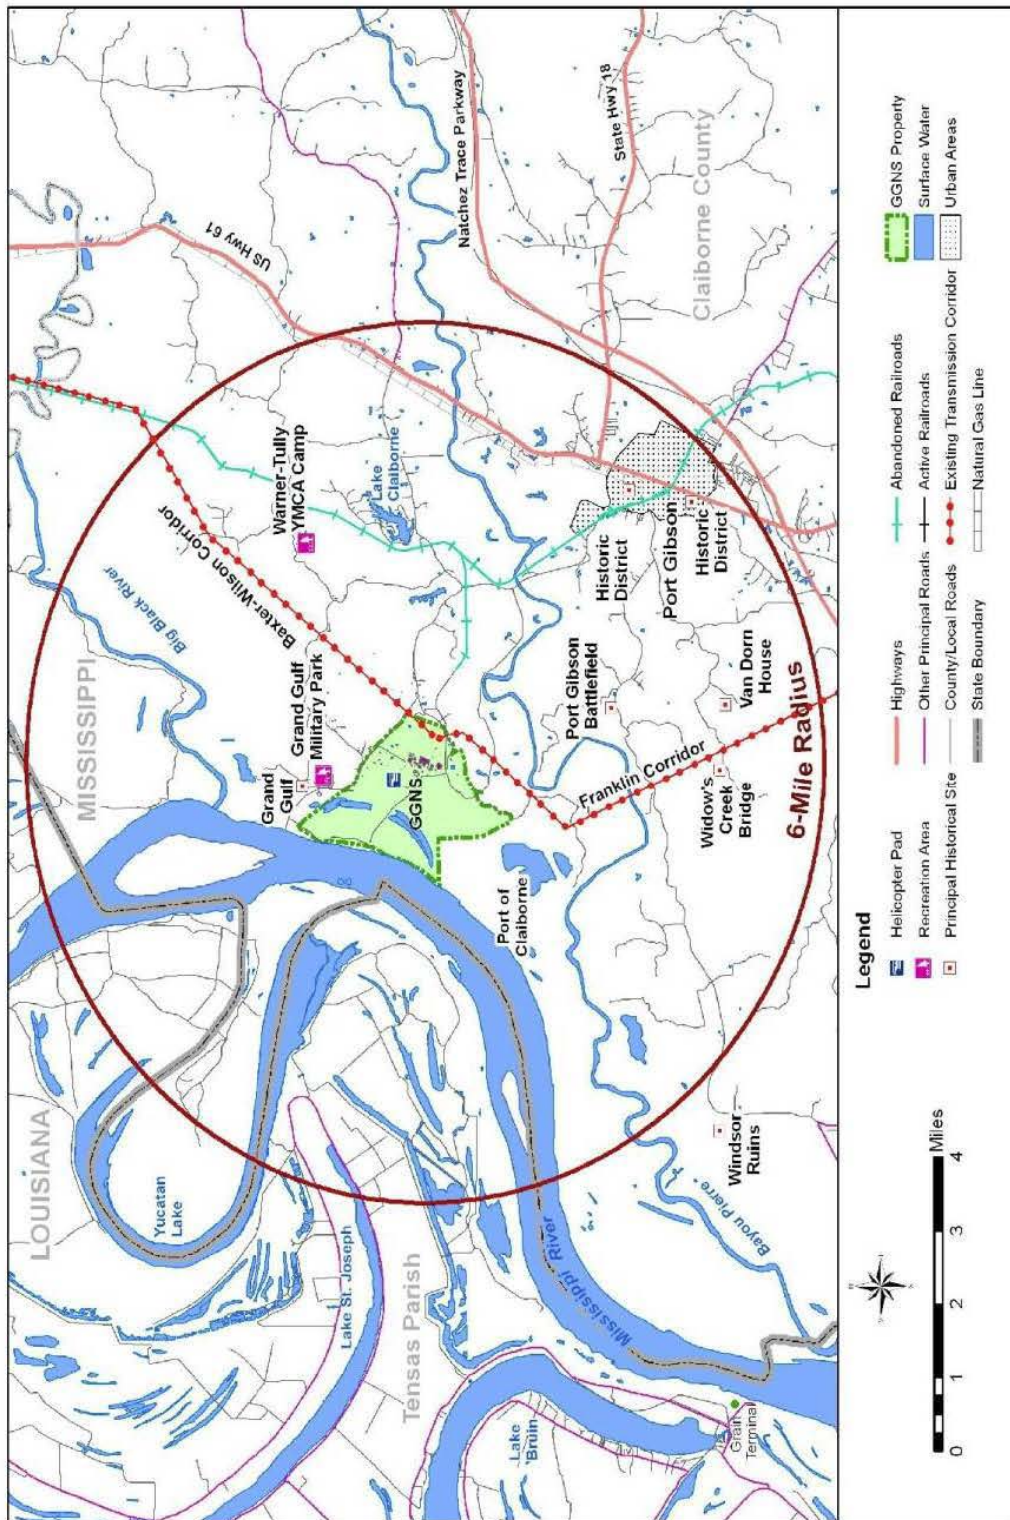 LOUISIANA
MISSISSIPPI
Big Black River
US Hwy 61
Yucatan
Lake
Baxter-Wilson Corridor
Warner-Tully
YMCA Camp
Grand
Gulf
Grand Gulf
Military Park
Lake St. Joseph
Lake
Claiborne
GGNS
Tensas Parish
Natchez Trace Parkway
Port of
Claiborne
Lake
Bruin
Mississippi River
Port Gibson
Battlefield
Franklin Corridor
Historic
District
State Hwy 18
Port Gibson
Historic
District
Claiborne County
Bayou Pierre
Widow's
Creek
Bridge
Van Dorn
House
Windsor
Ruins
Grain
Terminal
6-Mile Radius
Legend
Helicopter Pad
Recreation Area
Principal Historical Site
Highways
Other Principal Roads
County/Local Roads
State Boundary
Abandoned Railroads
Active Railroads
Existing Transmission Corridor
Natural Gas Line
GGNS Property
Surface Water
Urban Areas
0 1 2 3 4
Miles